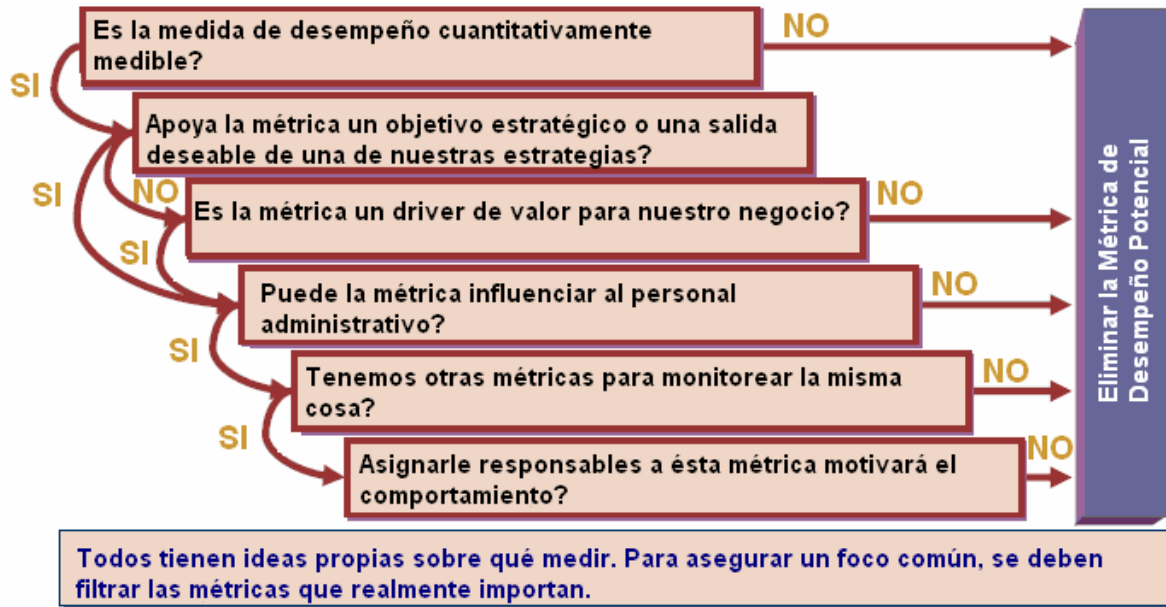 Es la medida de desempeño cuantitativamente
medible?
NO
SI
Apoya la métrica un objetivo estratégico o una salida
deseable de una de nuestras estrategias?
SI
NO
Es la métrica un driver de valor para nuestro negocio?
NO
SI
Puede la métrica influenciar al personal
administrativo?
NO
SI
Tenemos otras métricas para monitorear la misma
cosa?
NO
SI
Asignarle responsables a ésta métrica motivará el
comportamiento?
NO
Eliminar la Métrica de
Desempeño Potencial
Todos tienen ideas propias sobre qué medir. Para asegurar un foco común, se deben
filtrar las métricas que realmente importan.